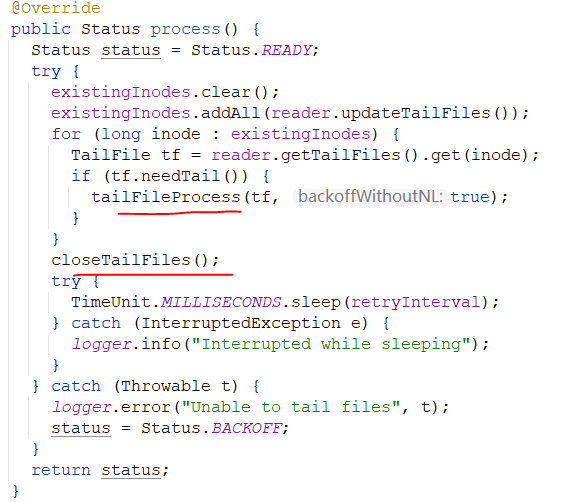 @Override
public Status process() {
Status status = Status.READY;
try {
existingInodes.clear();
existingInodes.addAll(reader.updateTailFiles());
for (long inode : existingInodes) {
TailFile tf = reader.getTailFiles().get(inode);
if (tf.needTail()) {
tailFileProcess(tf, backoffWithoutNL: true);
}
}
closeTailFiles();
try {
TimeUnit.MILLISECONDS.sleep(retryInterval);
} catch (InterruptedException e) {
logger.info("Interrupted while sleeping");
}
} catch (Throwable t) {
logger.error("Unable to tail files", t);
status = Status.BACKOFF;
}
return status;
}